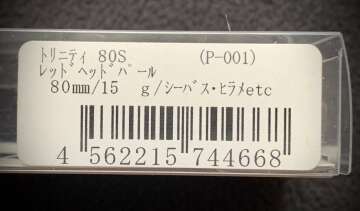 ﾄﾘﾆﾃｨ 80S (P-001)
ﾚｯﾄﾞﾍｯﾄﾞﾊﾟｰﾙ
80mm/15 g/ｼｰﾊﾞｽ･ﾋﾗﾒetc
4 562215 744668